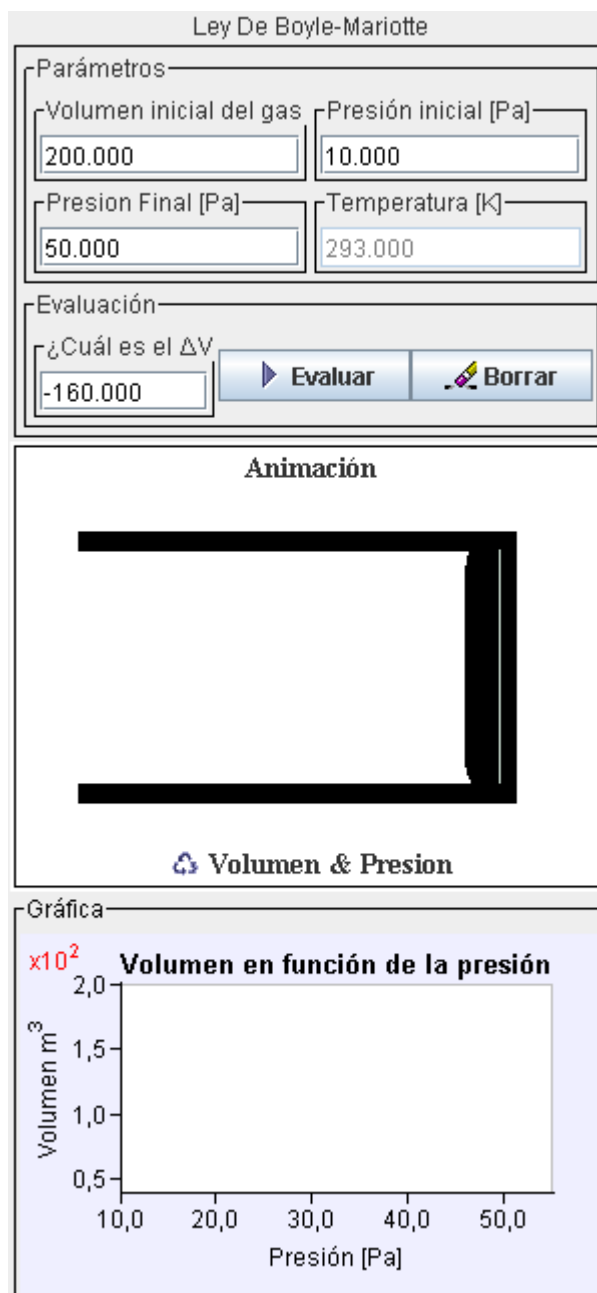 Ley De Boyle-Mariotte
Parámetros
Volumen inicial del gas
Presión inicial [Pa]
200.000
10.000
Presion Final [Pa]
Temperatura [K]
50.000
293.000
Evaluación
¿Cuál es el ΔV
-160.000
Evaluar
Borrar
Animación
Volumen & Presion
Gráfica
x10²
Volumen en función de la presión
Volumen m³
2,0
1,5
1,0
0,5
10,0 20,0 30,0 40,0 50,0
Presión [Pa]